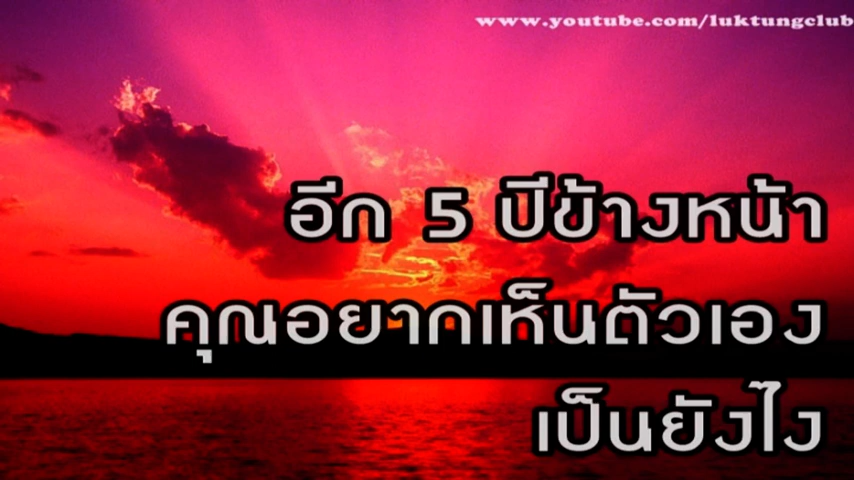 www.youtube.com/luktungclub
อีก 5 ปีข้างหน้า
คุณอยากเห็นตัวเอง
เป็นยังไง